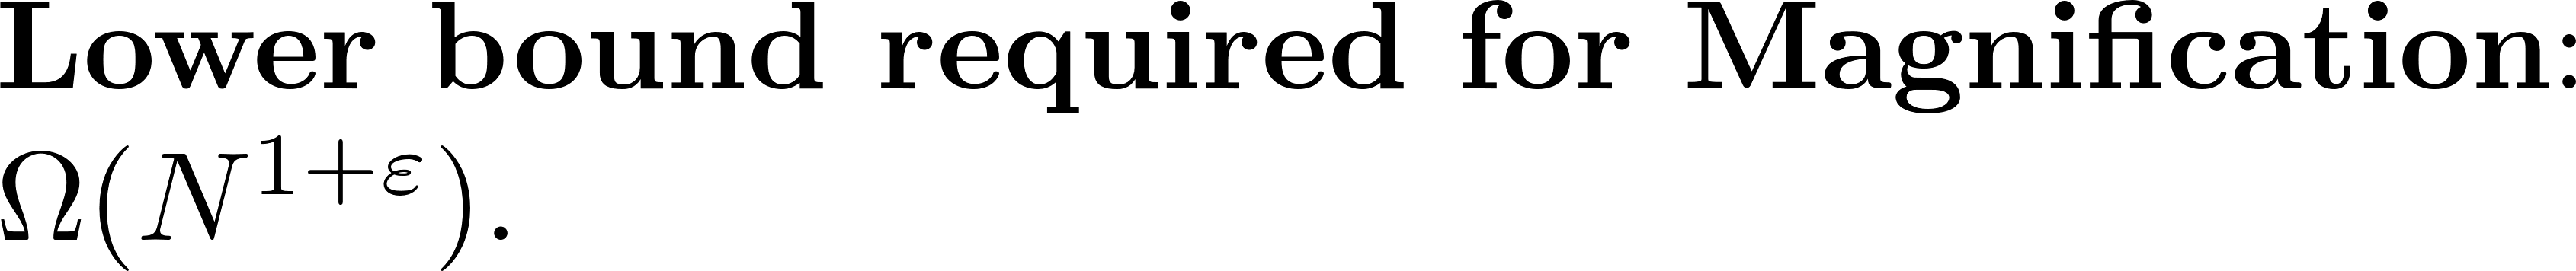 Lower bound required for Magnification:
Ω(N^{1+ε}).